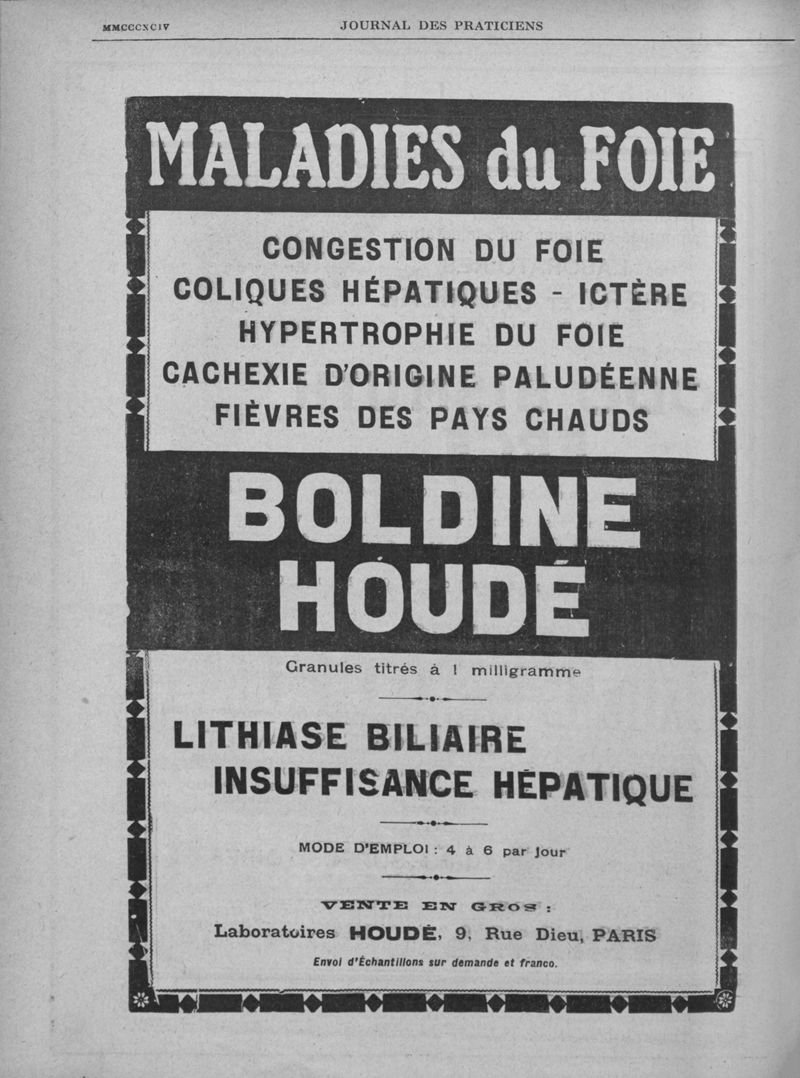 MMCCCXCIV
JOURNAL DES PRATICIENS
MALADIES du FOIE
CONGESTION DU FOIE
COLIQUES HÉPATIQUES - ICTÈRE
HYPERTROPHIE DU FOIE
CACHEXIE D'ORIGINE PALUDÉENNE
FIÈVRES DES PAYS CHAUDS
BOLDINE
HOUDÉ
Granules titrés à 1 milligramme
LITHIASE BILIAIRE
INSUFFISANCE HÉPATIQUE
MODE D'EMPLOI : 4 à 6 par jour
VENTE EN GROS :
Laboratoires HOUDÉ, 9, Rue Dieu, PARIS
Envoi d'Échantillons sur demande et franco.